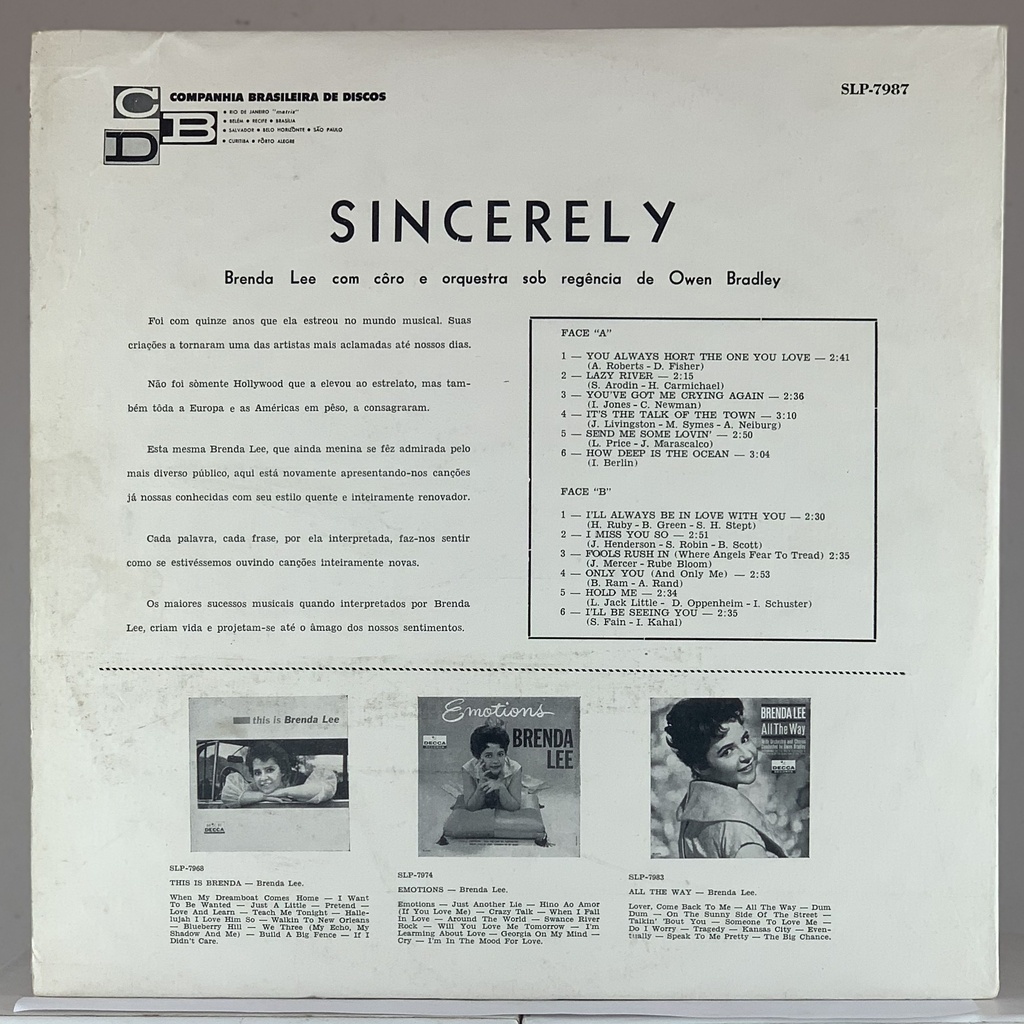 C
COMPANHIA BRASILEIRA DE DISCOS
• RIO DE JANEIRO "matriz"
• BELÉM • RECIFE • BRASÍLIA
B
• SALVADOR • BELO HORIZONTE • SÃO PAULO
D
• CURITIBA • PÔRTO ALEGRE
SLP-7987
SINCERELY
Brenda Lee com côro e orquestra sob regência de Owen Bradley
Foi com quinze anos que ela estreou no mundo musical. Suas
criações a tornaram uma das artistas mais aclamadas até nossos dias.
Não foi sòmente Hollywood que a elevou ao estrelato, mas tam-
bém tôda a Europa e as Américas em pêso, a consagraram.
Esta mesma Brenda Lee, que ainda menina se fêz admirada pelo
mais diverso público, aqui está novamente apresentando-nos canções
já nossas conhecidas com seu estilo quente e inteiramente renovador.
Cada palavra, cada frase, por ela interpretada, faz-nos sentir
como se estivéssemos ouvindo canções inteiramente novas.
Os maiores sucessos musicais quando interpretados por Brenda
Lee, criam vida e projetam-se até o âmago dos nossos sentimentos.
FACE "A"
1 — YOU ALWAYS HORT THE ONE YOU LOVE — 2:41
(A. Roberts - D. Fisher)
2 — LAZY RIVER — 2:15
(S. Arodin - H. Carmichael)
3 — YOU'VE GOT ME CRYING AGAIN — 2:36
(I. Jones - C. Newman)
4 — IT'S THE TALK OF THE TOWN — 3:10
(J. Livingston - M. Symes - A. Neiburg)
5 — SEND ME SOME LOVIN' — 2:50
(L. Price - J. Marascalco)
6 — HOW DEEP IS THE OCEAN — 3:04
(I. Berlin)
FACE "B"
1 — I'LL ALWAYS BE IN LOVE WITH YOU — 2:30
(H. Ruby - B. Green - S. H. Stept)
2 — I MISS YOU SO — 2:51
(J. Henderson - S. Robin - B. Scott)
3 — FOOLS RUSH IN (Where Angels Fear To Tread) 2:35
(J. Mercer - Rube Bloom)
4 — ONLY YOU (And Only Me) — 2:53
(B. Ram - A. Rand)
5 — HOLD ME — 2:34
(L. Jack Little - D. Oppenheim - I. Schuster)
6 — I'LL BE SEEING YOU — 2:35
(S. Fain - I. Kahal)
this is Brenda Lee
DECCA
SLP-7968
THIS IS BRENDA — Brenda Lee.
When My Dreamboat Comes Home — I Want
To Be Wanted — Just A Little — Pretend —
Love And Learn — Teach Me Tonight — Halle-
lujah I Love Him So — Walkin To New Orleans
— Blueberry Hill — We Three (My Echo, My
Shadow And Me) — Build A Big Fence — If I
Didn't Care.
Emotions
DECCA
BRENDA
LEE
SLP-7974
EMOTIONS — Brenda Lee.
Emotions — Just Another Lie — Hino Ao Amor
(If You Love Me) — Crazy Talk — When I Fall
In Love — Around The World — Swance River
Rock — Will You Love Me Tomorrow — I'm
Learning About Love — Georgia On My Mind —
Cry — I'm In The Mood For Love.
BRENDA LEE
All The Way
With Orchestra and Chorus
Conducted by Owen Bradley
DECCA
SLP-7983
ALL THE WAY — Brenda Lee.
Lover, Come Back To Me — All The Way — Dum
Dum — On The Sunny Side Of The Street —
Talkin' 'Bout You — Someone To Love Me —
Do I Worry — Tragedy — Kansas City — Even-
tually — Speak To Me Pretty — The Big Chance.